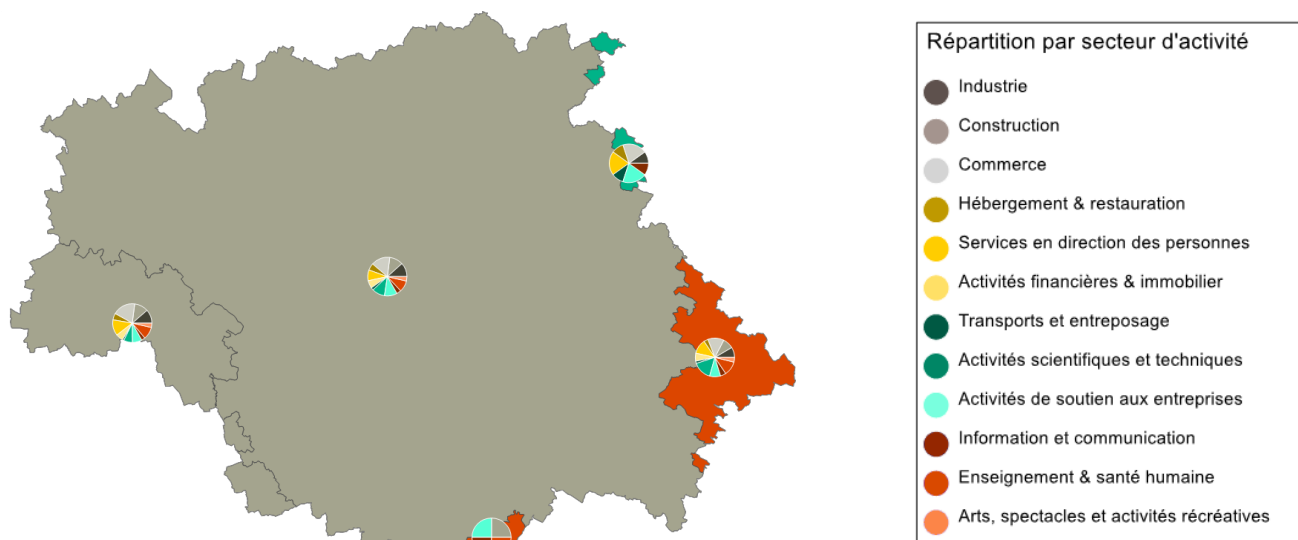 Répartition par secteur d'activité
Industrie
Construction
Commerce
Hébergement & restauration
Services en direction des personnes
Activités financières & immobilier
Transports et entreposage
Activités scientifiques et techniques
Activités de soutien aux entreprises
Information et communication
Enseignement & santé humaine
Arts, spectacles et activités récréatives